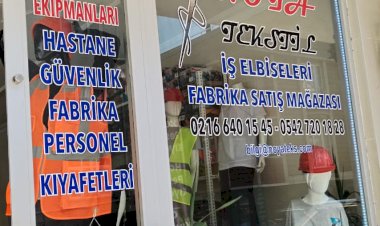 EKİPMANLARI
HASTANE
GÜVENLİK
FABRİKA
PERSONEL
KIYAFETLERİ
TEKSTİL
İŞ ELBİSELERİ
FABRİKA SATIŞ MAĞAZASI
0216 640 15 45 - 0542 720 18 28